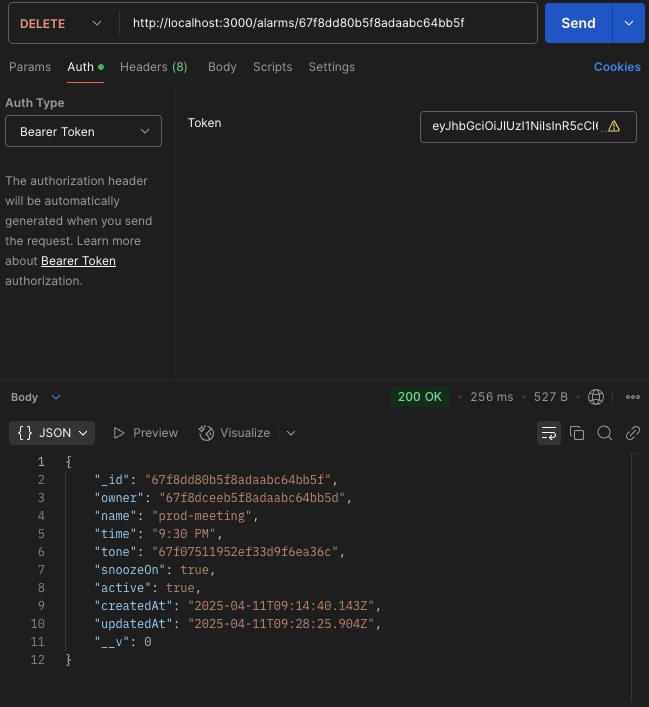 DELETE http://localhost:3000/alarms/67f8dd80b5f8adaabc64bb5f Send
Params Auth Headers (8) Body Scripts Settings Cookies
Auth Type
Bearer Token
Token
eyJhbGciOiJIUzI1NiIsInR5cCI6...
The authorization header
will be automatically
generated when you send
the request. Learn more
about Bearer Token
authorization.
Body 200 OK • 256 ms • 527 B •
{} JSON Preview Visualize
1 {
2 "_id": "67f8dd80b5f8adaabc64bb5f",
3 "owner": "67f8dceeb5f8adaabc64bb5d",
4 "name": "prod-meeting",
5 "time": "9:30 PM",
6 "tone": "67f07511952ef33d9f6ea36c",
7 "snoozeOn": true,
8 "active": true,
9 "createdAt": "2025-04-11T09:14:40.143Z",
10 "updatedAt": "2025-04-11T09:28:25.904Z",
11 "__v": 0
12 }